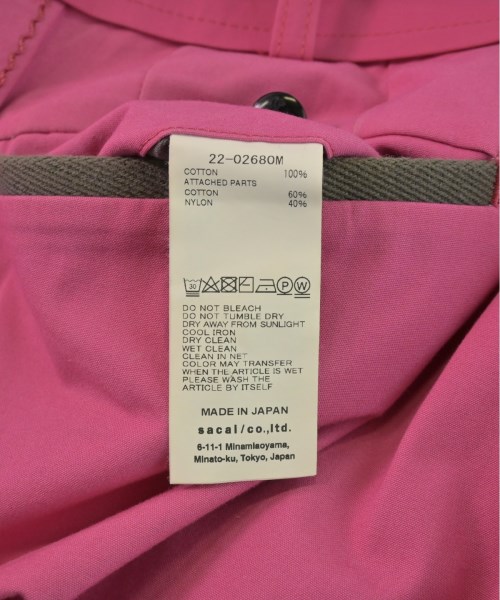 22-02680M
COTTON 100%
ATTACHED PARTS
COTTON 60%
NYLON 40%
30 P W
DO NOT BLEACH
DO NOT TUMBLE DRY
DRY AWAY FROM SUNLIGHT
COOL IRON
DRY CLEAN
WET CLEAN
CLEAN IN NET
COLOR MAY TRANSFER
WHEN THE ARTICLE IS WET
PLEASE WASH THE
ARTICLE BY ITSELF
MADE IN JAPAN
sacai/co.,ltd.
6-11-1 Minamiaoyama,
Minato-ku, Tokyo, Japan